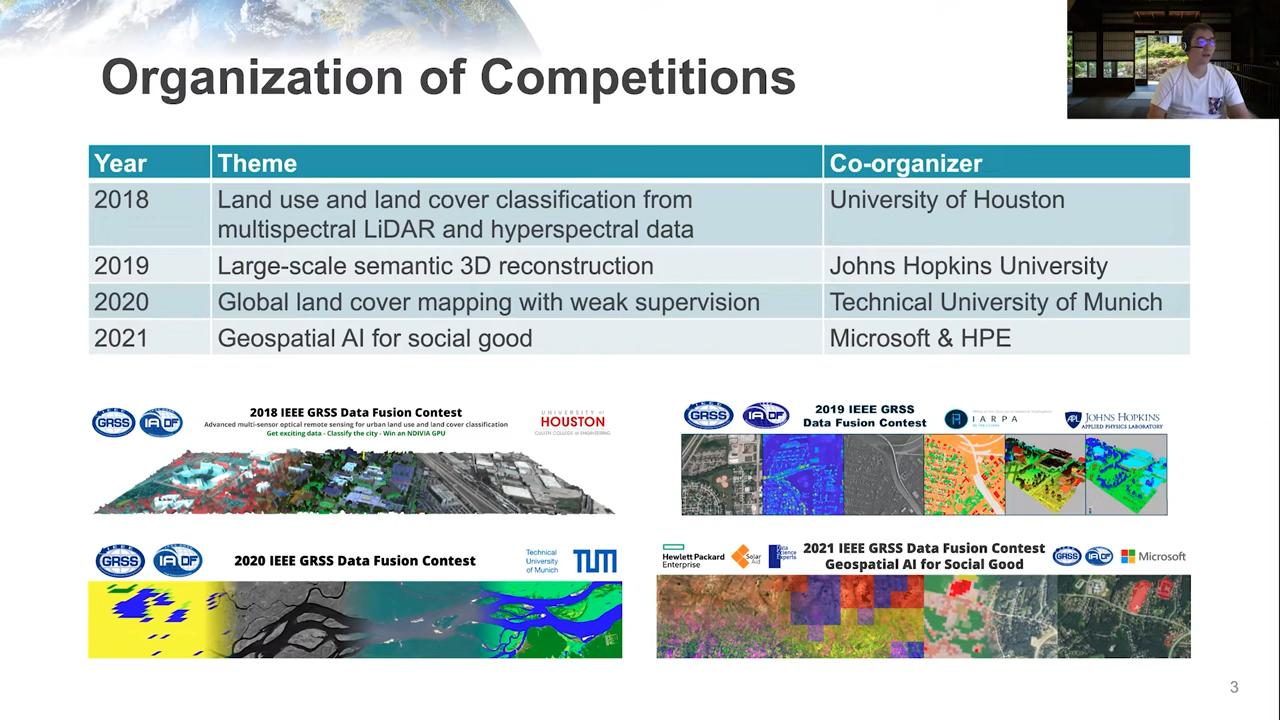 Organization of Competitions
Year Theme Co-organizer
2018 Land use and land cover classification from University of Houston
multispectral LiDAR and hyperspectral data
2019 Large-scale semantic 3D reconstruction Johns Hopkins University
2020 Global land cover mapping with weak supervision Technical University of Munich
2021 Geospatial AI for social good Microsoft & HPE
GRSS IADF
2018 IEEE GRSS Data Fusion Contest
Advanced multi-sensor optical remote sensing for urban land use and land cover classification
Get exciting data - Classify the city - Win an NDIVIA GPU
UNIVERSITY of
HOUSTON
CULLEN COLLEGE of ENGINEERING
GRSS IADF
2019 IEEE GRSS
Data Fusion Contest
IARPA
APL JOHNS HOPKINS
APPLIED PHYSICS LABORATORY
GRSS IADF
2020 IEEE GRSS Data Fusion Contest
Technical
University
of Munich
TUM
Hewlett Packard
Enterprise
Solar
Aid
Data
Science
Experts
2021 IEEE GRSS Data Fusion Contest
Geospatial AI for Social Good
GRSS IADF
Microsoft
3